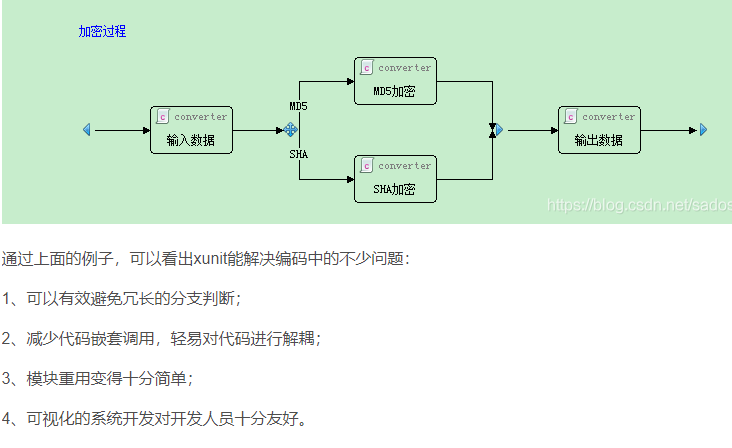 加密过程
converter
MD5加密
MD5
converter
输入数据
converter
输出数据
SHA
converter
SHA加密
https://blog.csdn.net/sados
通过上面的例子，可以看出xunit能解决编码中的不少问题：
1、可以有效避免冗长的分支判断；
2、减少代码嵌套调用，轻易对代码进行解耦；
3、模块重用变得十分简单；
4、可视化的系统开发对开发人员十分友好。